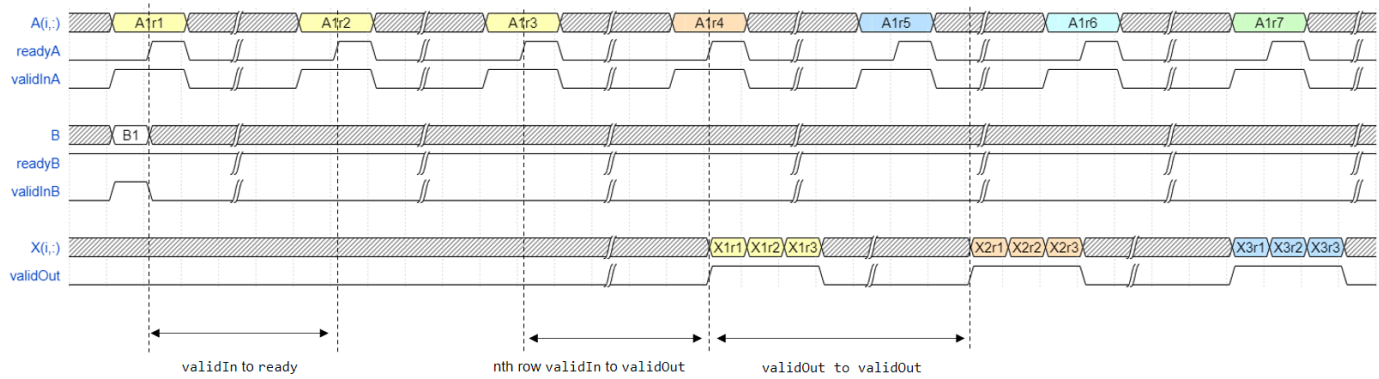 A(i,:) A1r1 A1r2 A1r3 A1r4 A1r5 A1r6 A1r7
readyA
validInA
B B1
readyB
validInB
X(i,:) X1r1 X1r2 X1r3 X2r1 X2r2 X2r3 X3r1 X3r2 X3r3
validOut
validIn to ready nth row validIn to validOut validOut to validOut